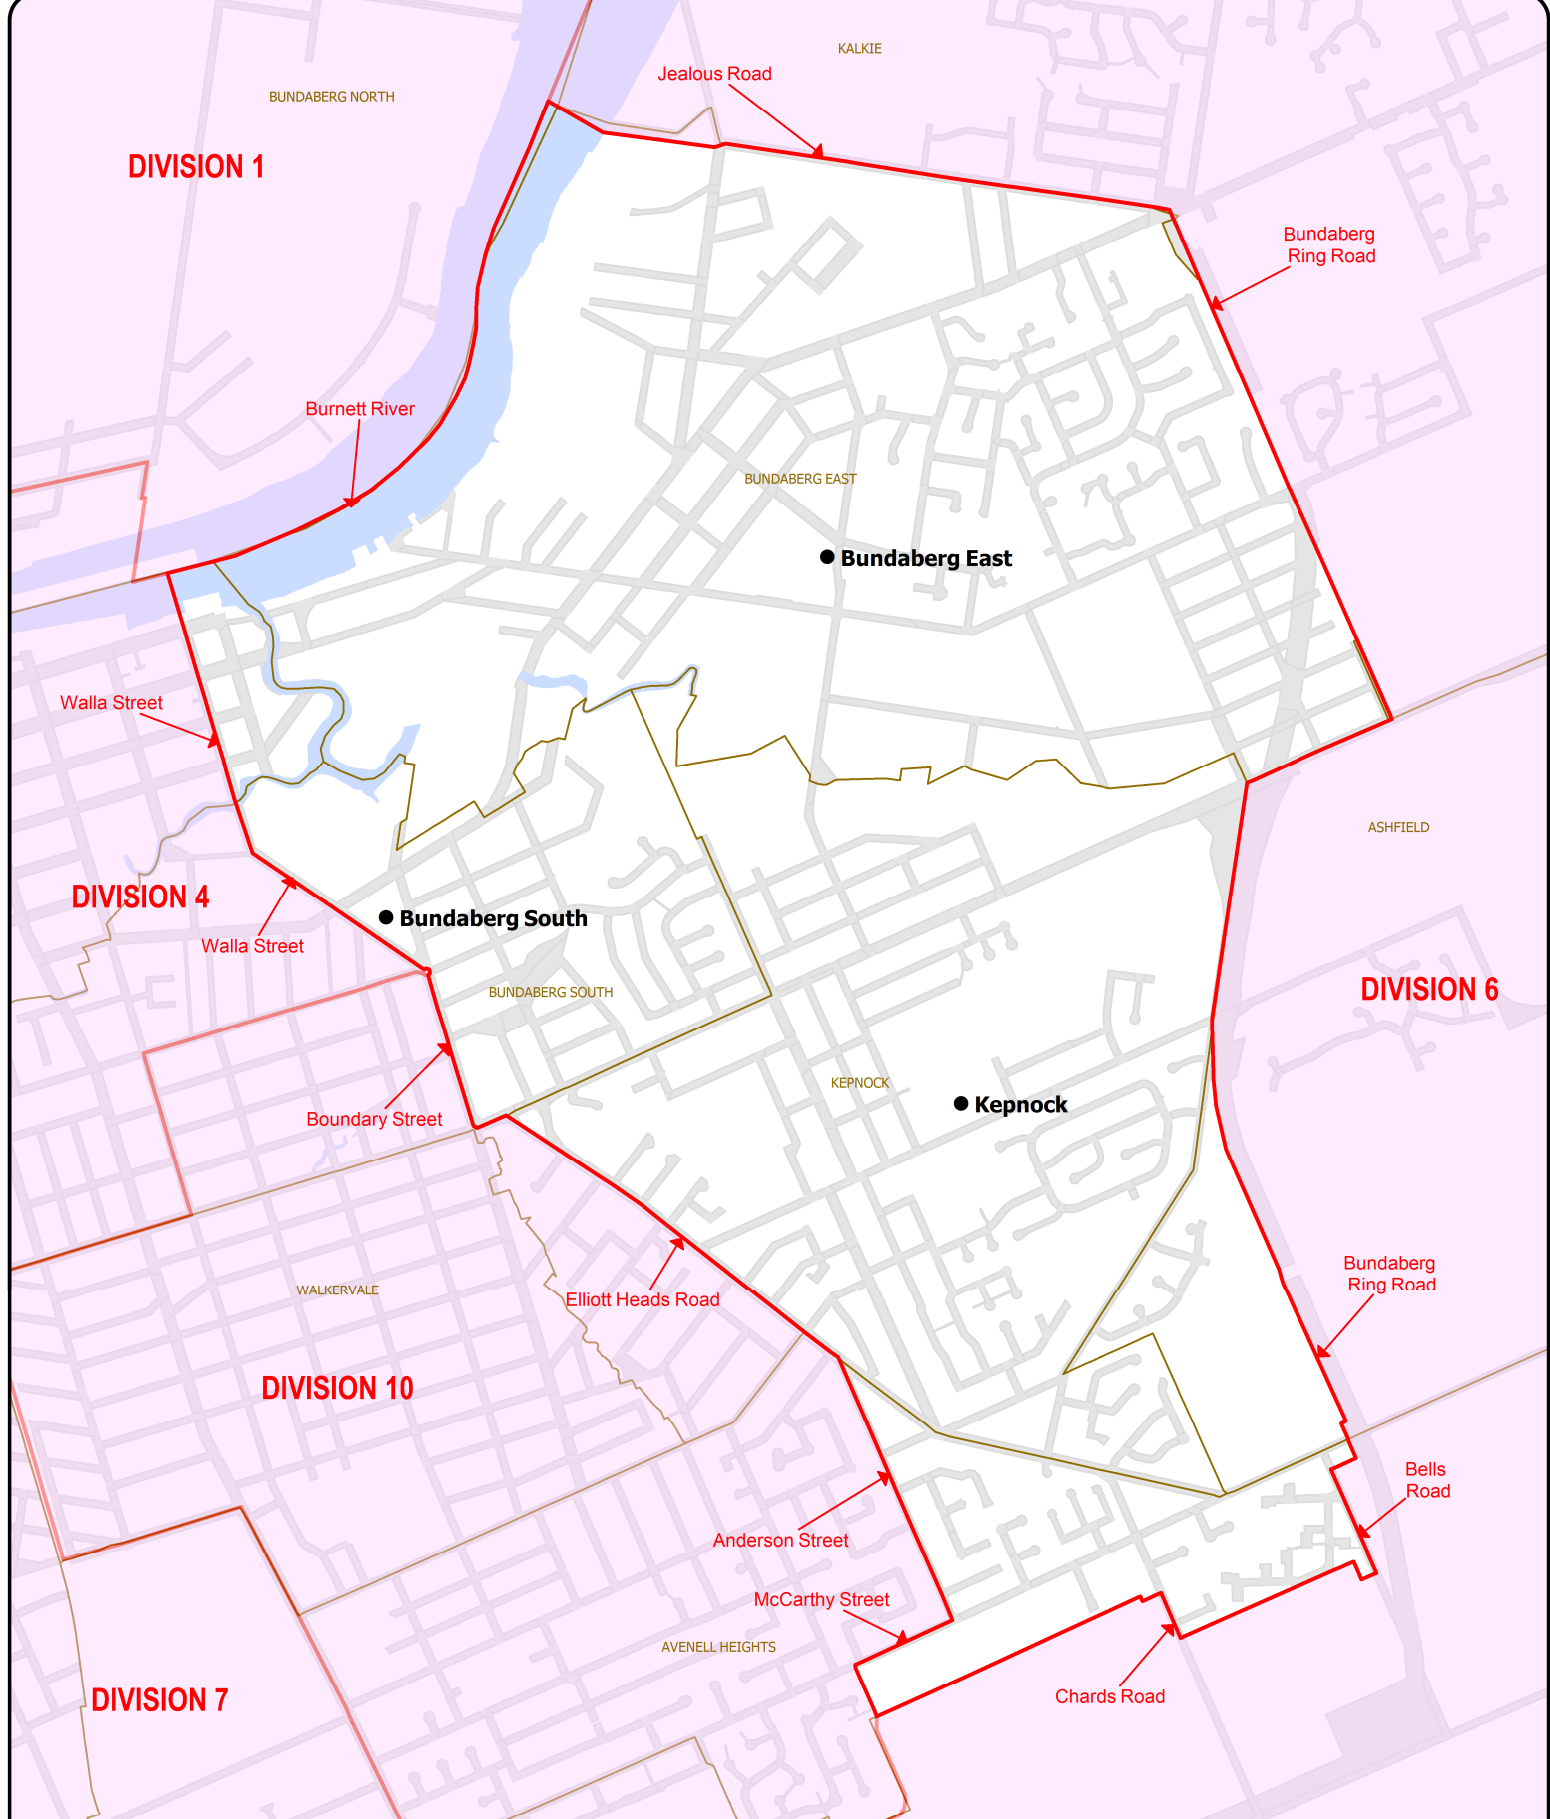 KALKIE
Jealous Road
BUNDABERG NORTH
DIVISION 1
Bundaberg
Ring Road
Burnett River
BUNDABERG EAST
Bundaberg East
Walla Street
ASHFIELD
DIVISION 4
Bundaberg South
Walla Street
BUNDABERG SOUTH
DIVISION 6
KEPNOCK
Kepnock
Boundary Street
Bundaberg
Ring Road
WALKERVALE
Elliott Heads Road
DIVISION 10
Bells
Road
Anderson Street
McCarthy Street
AVENELL HEIGHTS
Chards Road
DIVISION 7